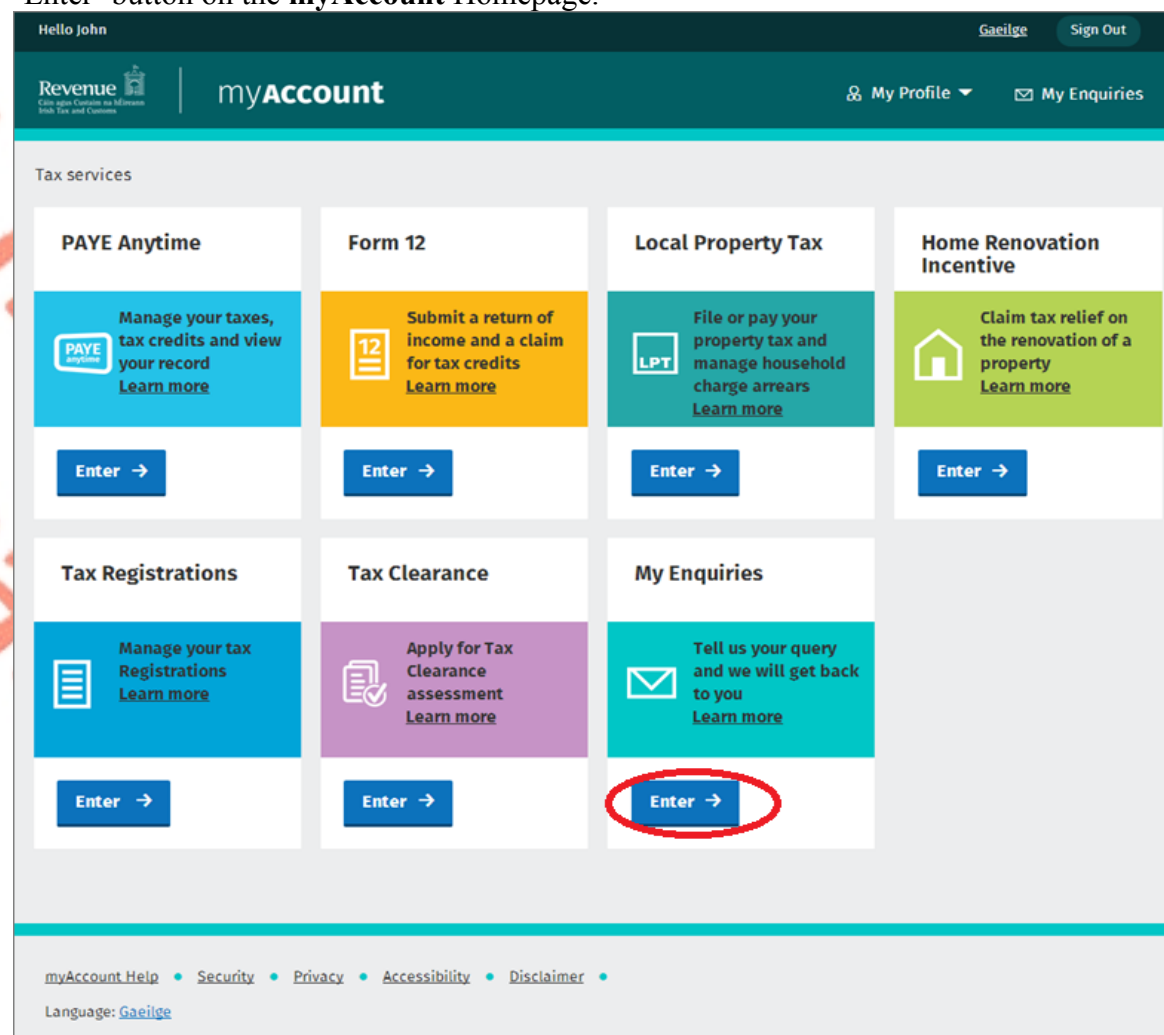 "Enter" button on the myAccount Homepage.
Hello John
Gaeilge
Sign Out
Revenue
Cáin agus Custaim na hÉireann
Irish Tax and Customs
myAccount
My Profile
My Enquiries
Tax services
PAYE Anytime
PAYE
anytime
Manage your taxes,
tax credits and view
your record
Learn more
Enter →
Form 12
12
Submit a return of
income and a claim
for tax credits
Learn more
Enter →
Local Property Tax
LPT
File or pay your
property tax and
manage household
charge arrears
Learn more
Enter →
Home Renovation
Incentive
Claim tax relief on
the renovation of a
property
Learn more
Enter →
Tax Registrations
Manage your tax
Registrations
Learn more
Enter →
Tax Clearance
Apply for Tax
Clearance
assessment
Learn more
Enter →
My Enquiries
Tell us your query
and we will get back
to you
Learn more
Enter →
myAccount Help • Security • Privacy • Accessibility • Disclaimer •
Language: Gaeilge